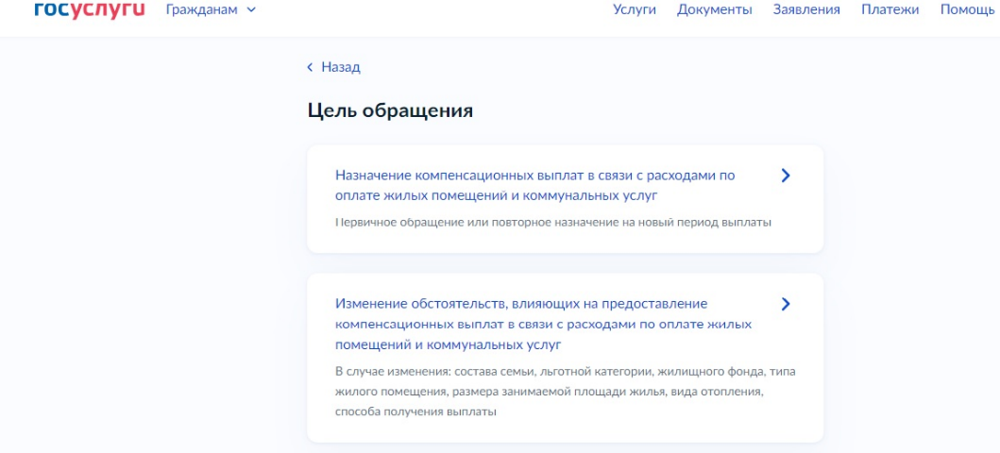 госуслуги Гражданам Услуги Документы Заявления Платежи Помощь
Назад
Цель обращения
Назначение компенсационных выплат в связи с расходами по
оплате жилых помещений и коммунальных услуг
Первичное обращение или повторное назначение на новый период выплаты
Изменение обстоятельств, влияющих на предоставление
компенсационных выплат в связи с расходами по оплате жилых
помещений и коммунальных услуг
В случае изменения: состава семьи, льготной категории, жилищного фонда, типа
жилого помещения, размера занимаемой площади жилья, вида отопления,
способа получения выплаты